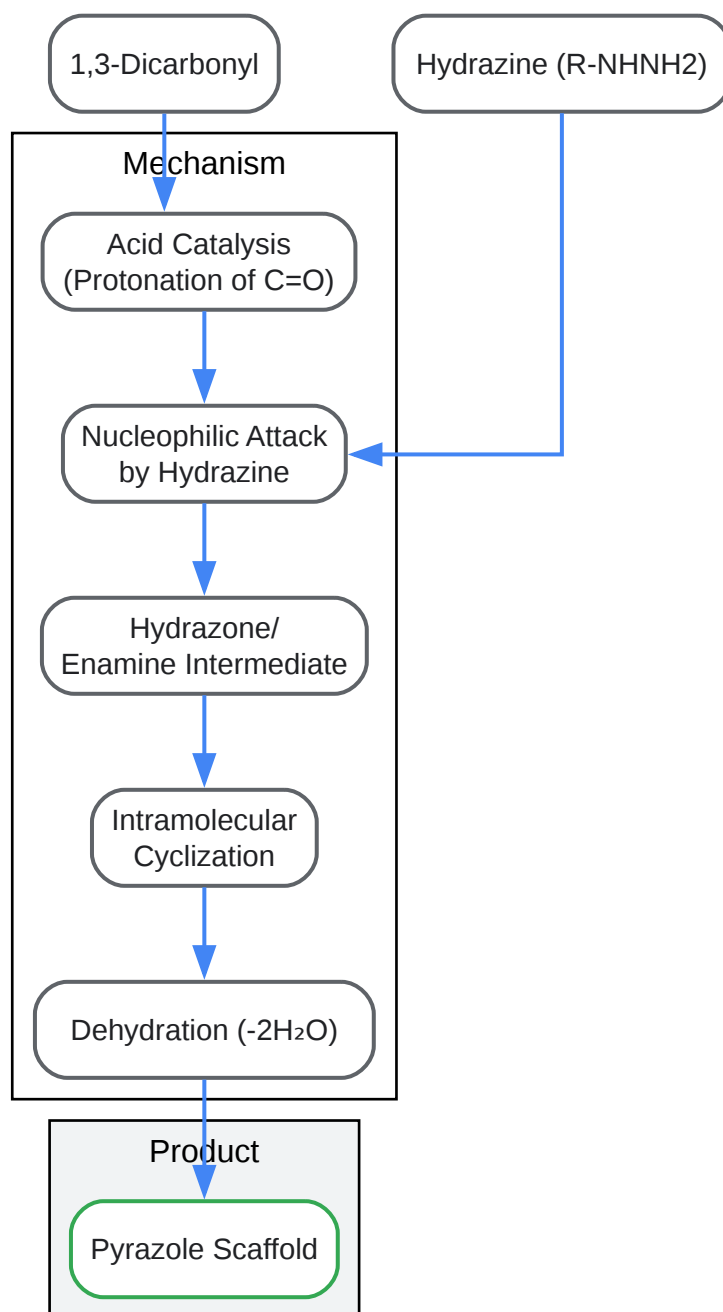 1,3-Dicarbonyl
Hydrazine (R-NHNH2)
Mechanism
Acid Catalysis
(Protonation of C=O)
Nucleophilic Attack
by Hydrazine
Hydrazone/
Enamine Intermediate
Intramolecular
Cyclization
Dehydration (-2H₂O)
Product
Pyrazole Scaffold